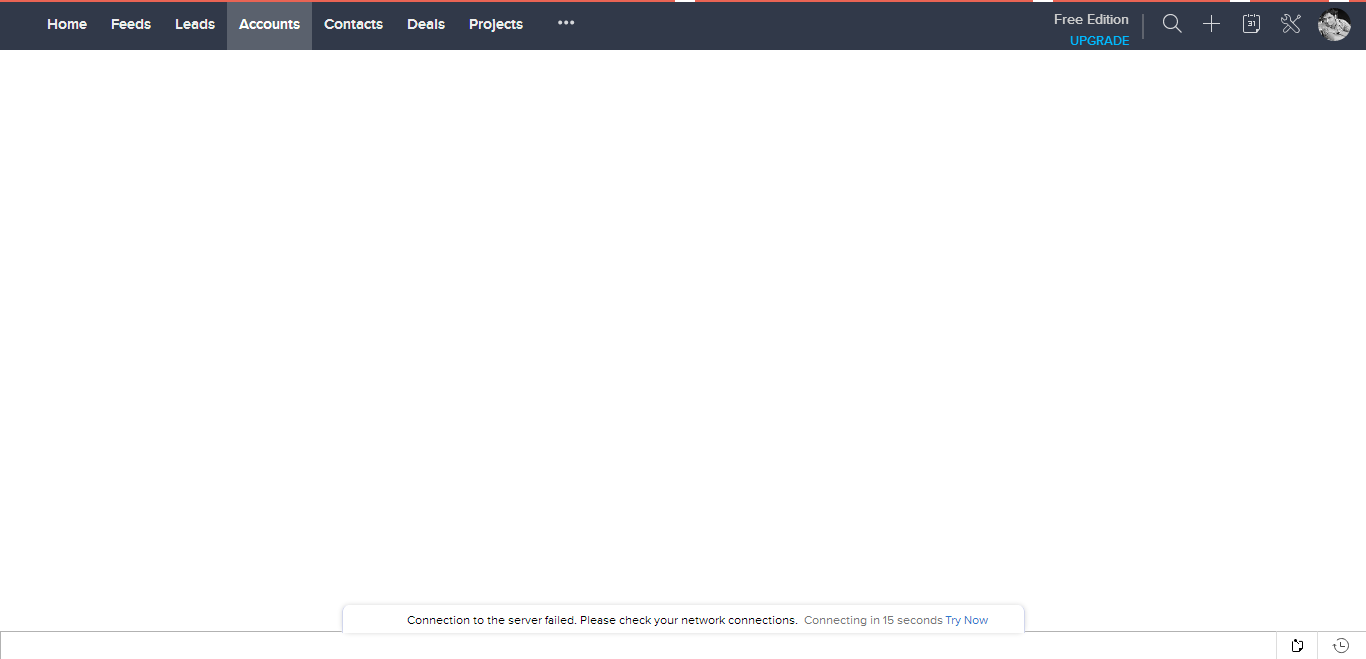 Home Feeds Leads Accounts Contacts Deals Projects •••
Free Edition
UPGRADE
31
Connection to the server failed. Please check your network connections. Connecting in 15 seconds Try Now